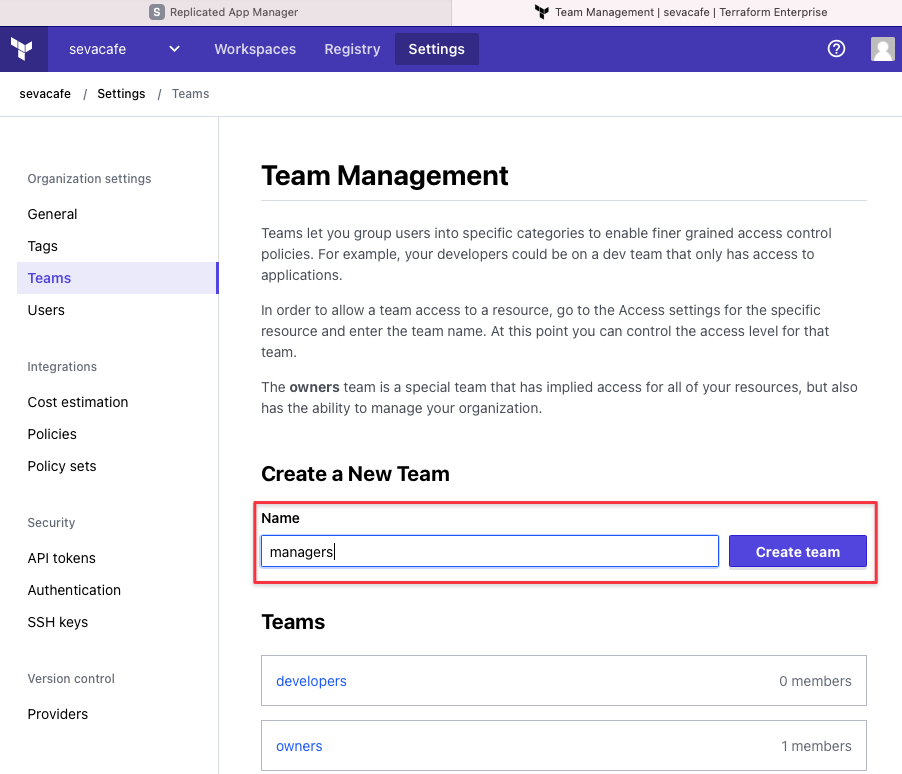 S Replicated App Manager
Team Management | sevacafe | Terraform Enterprise
sevacafe Workspaces Registry Settings
sevacafe / Settings / Teams
Organization settings
General
Tags
Teams
Users
Integrations
Cost estimation
Policies
Policy sets
Security
API tokens
Authentication
SSH keys
Version control
Providers
Team Management
Teams let you group users into specific categories to enable finer grained access control
policies. For example, your developers could be on a dev team that only has access to
applications.
In order to allow a team access to a resource, go to the Access settings for the specific
resource and enter the team name. At this point you can control the access level for that
team.
The owners team is a special team that has implied access for all of your resources, but also
has the ability to manage your organization.
Create a New Team
Name
managers Create team
Teams
developers 0 members
owners 1 members